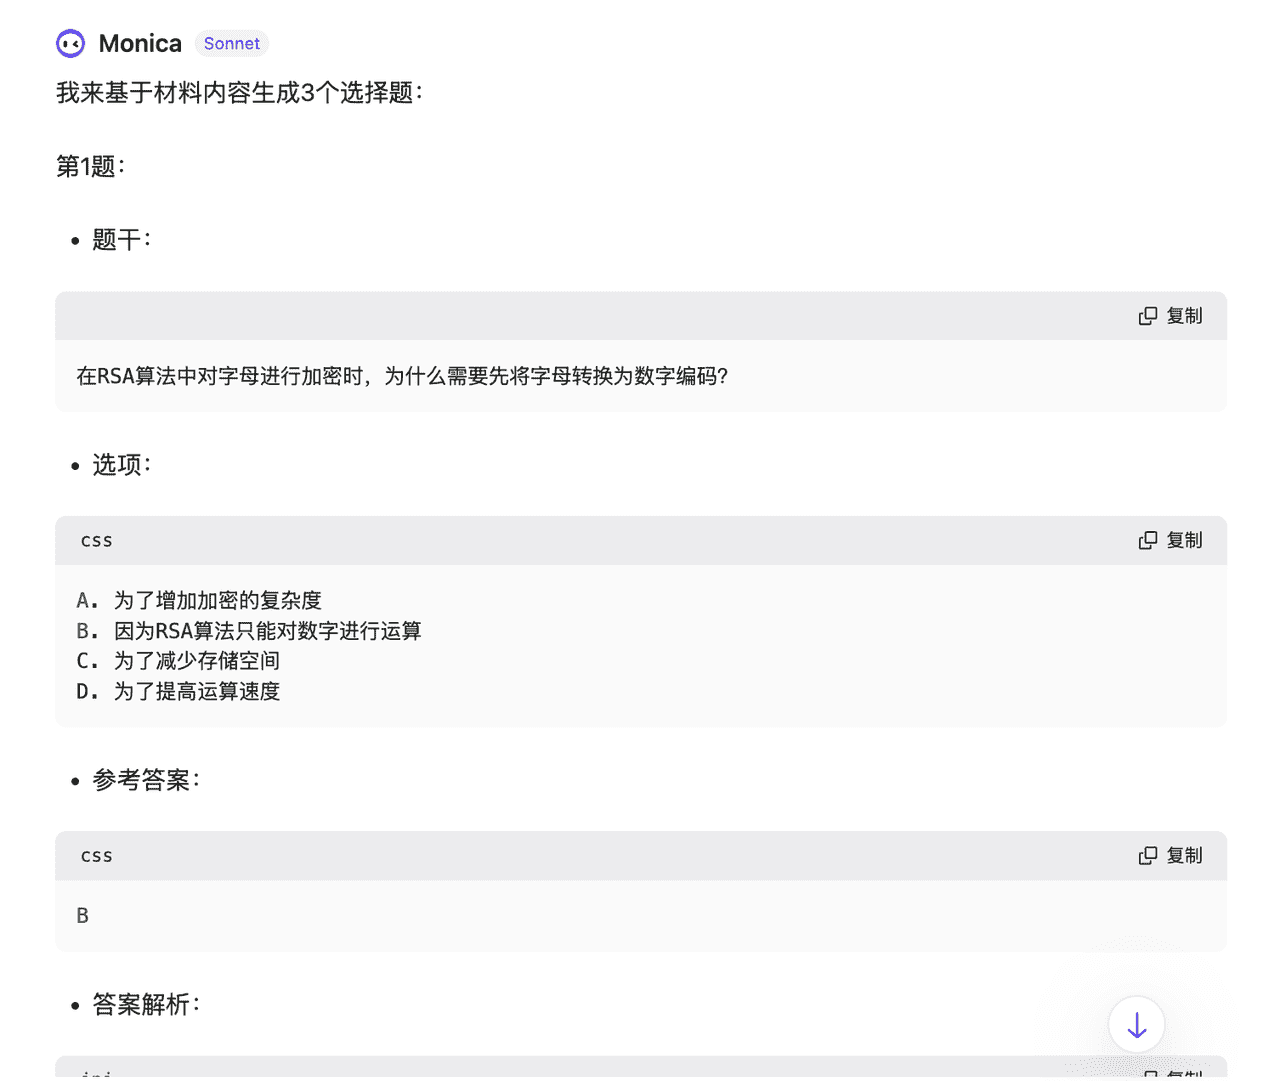 Monica Sonnet
我来基于材料内容生成3个选择题：
第1题：
• 题干：
复制
在RSA算法中对字母进行加密时，为什么需要先将字母转换为数字编码？
• 选项：
css 复制
A. 为了增加加密的复杂度
B. 因为RSA算法只能对数字进行运算
C. 为了减少存储空间
D. 为了提高运算速度
• 参考答案：
css 复制
B
• 答案解析：
ini 复制